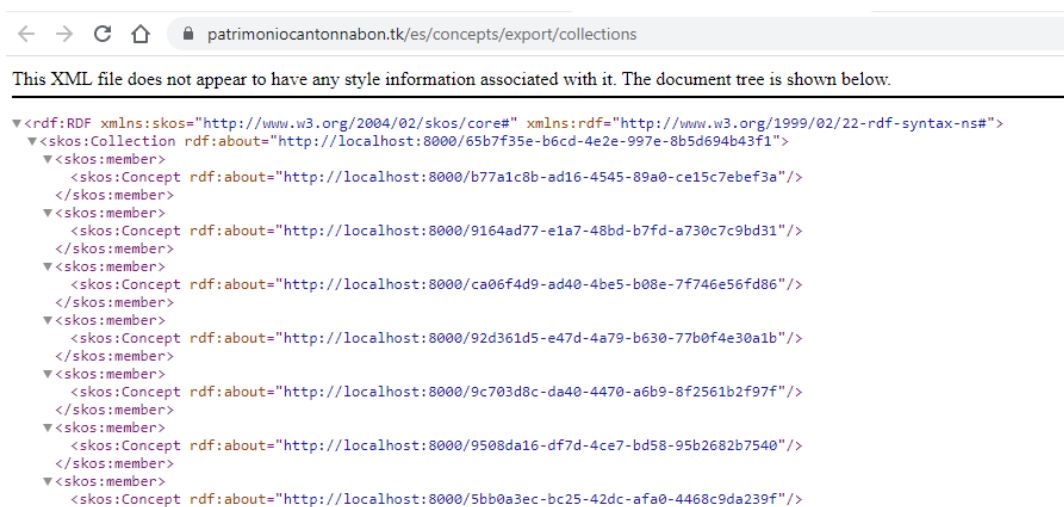 patrimoniocantonnabon.tk/es/concepts/export/collections
This XML file does not appear to have any style information associated with it. The document tree is shown below.
▼<rdf:RDF xmlns:skos="http://www.w3.org/2004/02/skos/core#" xmlns:rdf="http://www.w3.org/1999/02/22-rdf-syntax-ns#">
▼<skos:Collection rdf:about="http://localhost:8000/65b7f35e-b6cd-4e2e-997e-8b5d694b43f1">
▼<skos:member>
<skos:Concept rdf:about="http://localhost:8000/b77a1c8b-ad16-4545-89a0-ce15c7ebef3a"/>
</skos:member>
▼<skos:member>
<skos:Concept rdf:about="http://localhost:8000/9164ad77-e1a7-48bd-b7fd-a730c7c9bd31"/>
</skos:member>
▼<skos:member>
<skos:Concept rdf:about="http://localhost:8000/ca06f4d9-ad40-4be5-b08e-7f746e56fd86"/>
</skos:member>
▼<skos:member>
<skos:Concept rdf:about="http://localhost:8000/92d361d5-e47d-4a79-b630-77b0f4e30a1b"/>
</skos:member>
▼<skos:member>
<skos:Concept rdf:about="http://localhost:8000/9c703d8c-da40-4470-a6b9-8f2561b2f97f"/>
</skos:member>
▼<skos:member>
<skos:Concept rdf:about="http://localhost:8000/9508da16-df7d-4ce7-bd58-95b2682b7540"/>
</skos:member>
▼<skos:member>
<skos:Concept rdf:about="http://localhost:8000/5bb0a3ec-bc25-42dc-afa0-4468c9da239f"/>